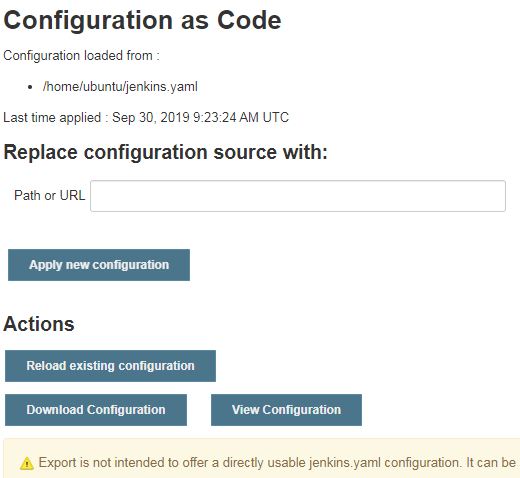 Configuration as Code
Configuration loaded from :
• /home/ubuntu/jenkins.yaml
Last time applied : Sep 30, 2019 9:23:24 AM UTC
Replace configuration source with:
Path or URL
Apply new configuration
Actions
Reload existing configuration
Download Configuration View Configuration
Export is not intended to offer a directly usable jenkins.yaml configuration. It can be